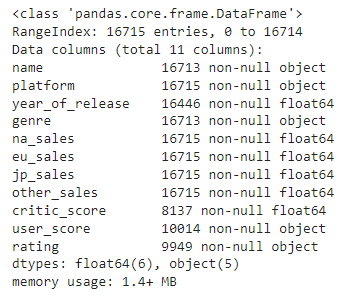 <class 'pandas.core.frame.DataFrame'>
RangeIndex: 16715 entries, 0 to 16714
Data columns (total 11 columns):
name 16713 non-null object
platform 16715 non-null object
year_of_release 16446 non-null float64
genre 16713 non-null object
na_sales 16715 non-null float64
eu_sales 16715 non-null float64
jp_sales 16715 non-null float64
other_sales 16715 non-null float64
critic_score 8137 non-null float64
user_score 10014 non-null object
rating 9949 non-null object
dtypes: float64(6), object(5)
memory usage: 1.4+ MB